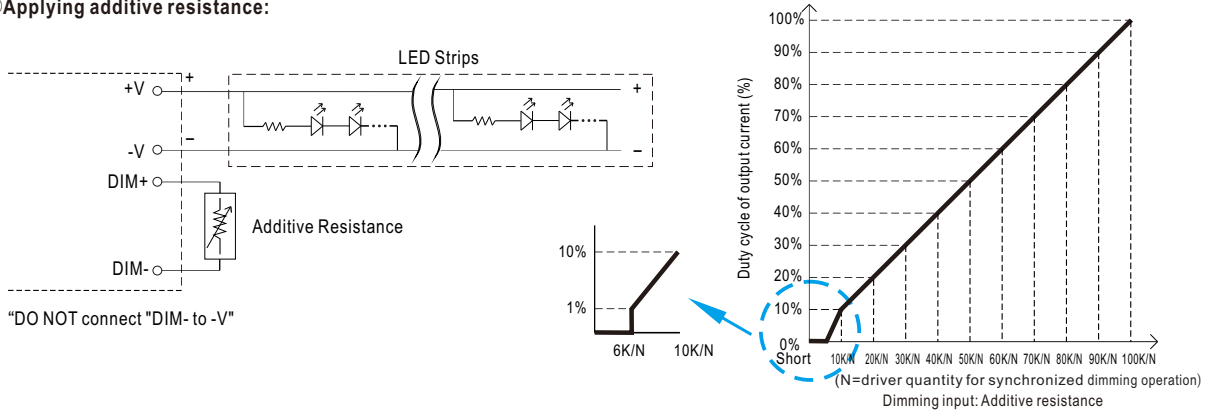 Applying additive resistance:
LED Strips
+V
+
-V
–
+
–
DIM+
Additive Resistance
DIM-
“DO NOT connect "DIM- to -V"
10%
1%
6K/N
10K/N
Duty cycle of output current (%)
100%
90%
80%
70%
60%
50%
40%
30%
20%
10%
0%
Short
10K/N
20K/N
30K/N
40K/N
50K/N
60K/N
70K/N
80K/N
90K/N
100K/N
(N=driver quantity for synchronized dimming operation)
Dimming input: Additive resistance